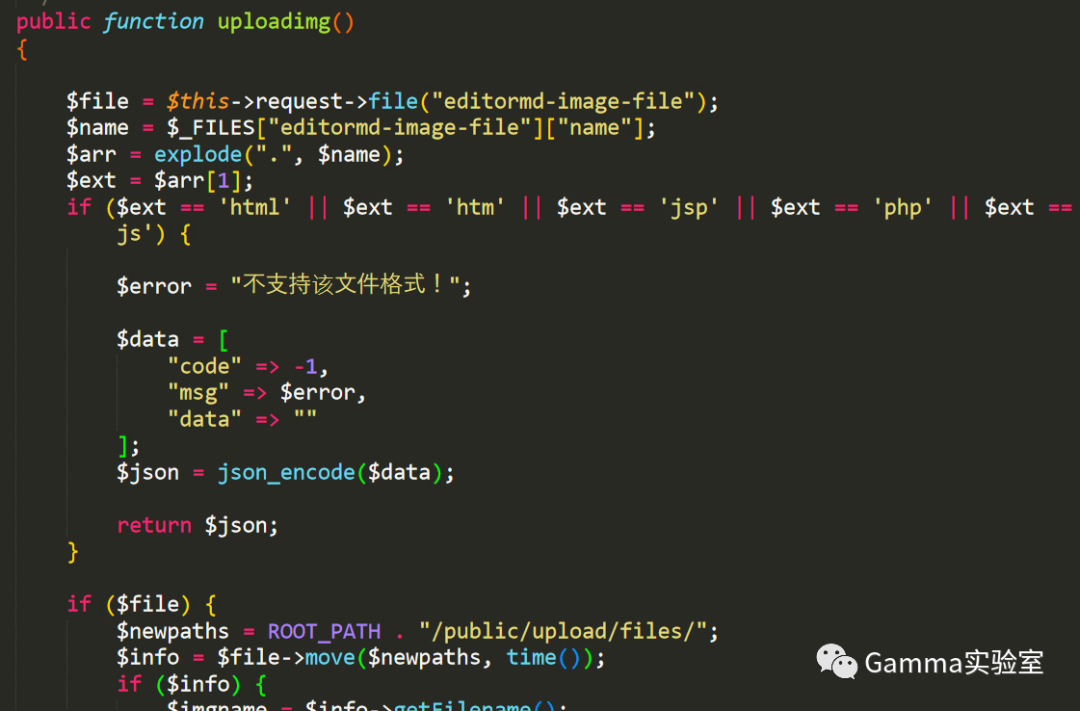 public function uploadimg()
{
$file = $this->request->file("editormd-image-file");
$name = $_FILES["editormd-image-file"]["name"];
$arr = explode(".", $name);
$ext = $arr[1];
if ($ext == 'html' || $ext == 'htm' || $ext == 'jsp' || $ext == 'php' || $ext ==
js') {
$error = "不支持该文件格式！";
$data = [
"code" => -1,
"msg" => $error,
"data" => ""
];
$json = json_encode($data);
return $json;
}
if ($file) {
$newpaths = ROOT_PATH . "/public/upload/files/";
$info = $file->move($newpaths, time());
if ($info) {
$imgname = $info->getFilename();
Gamma实验室